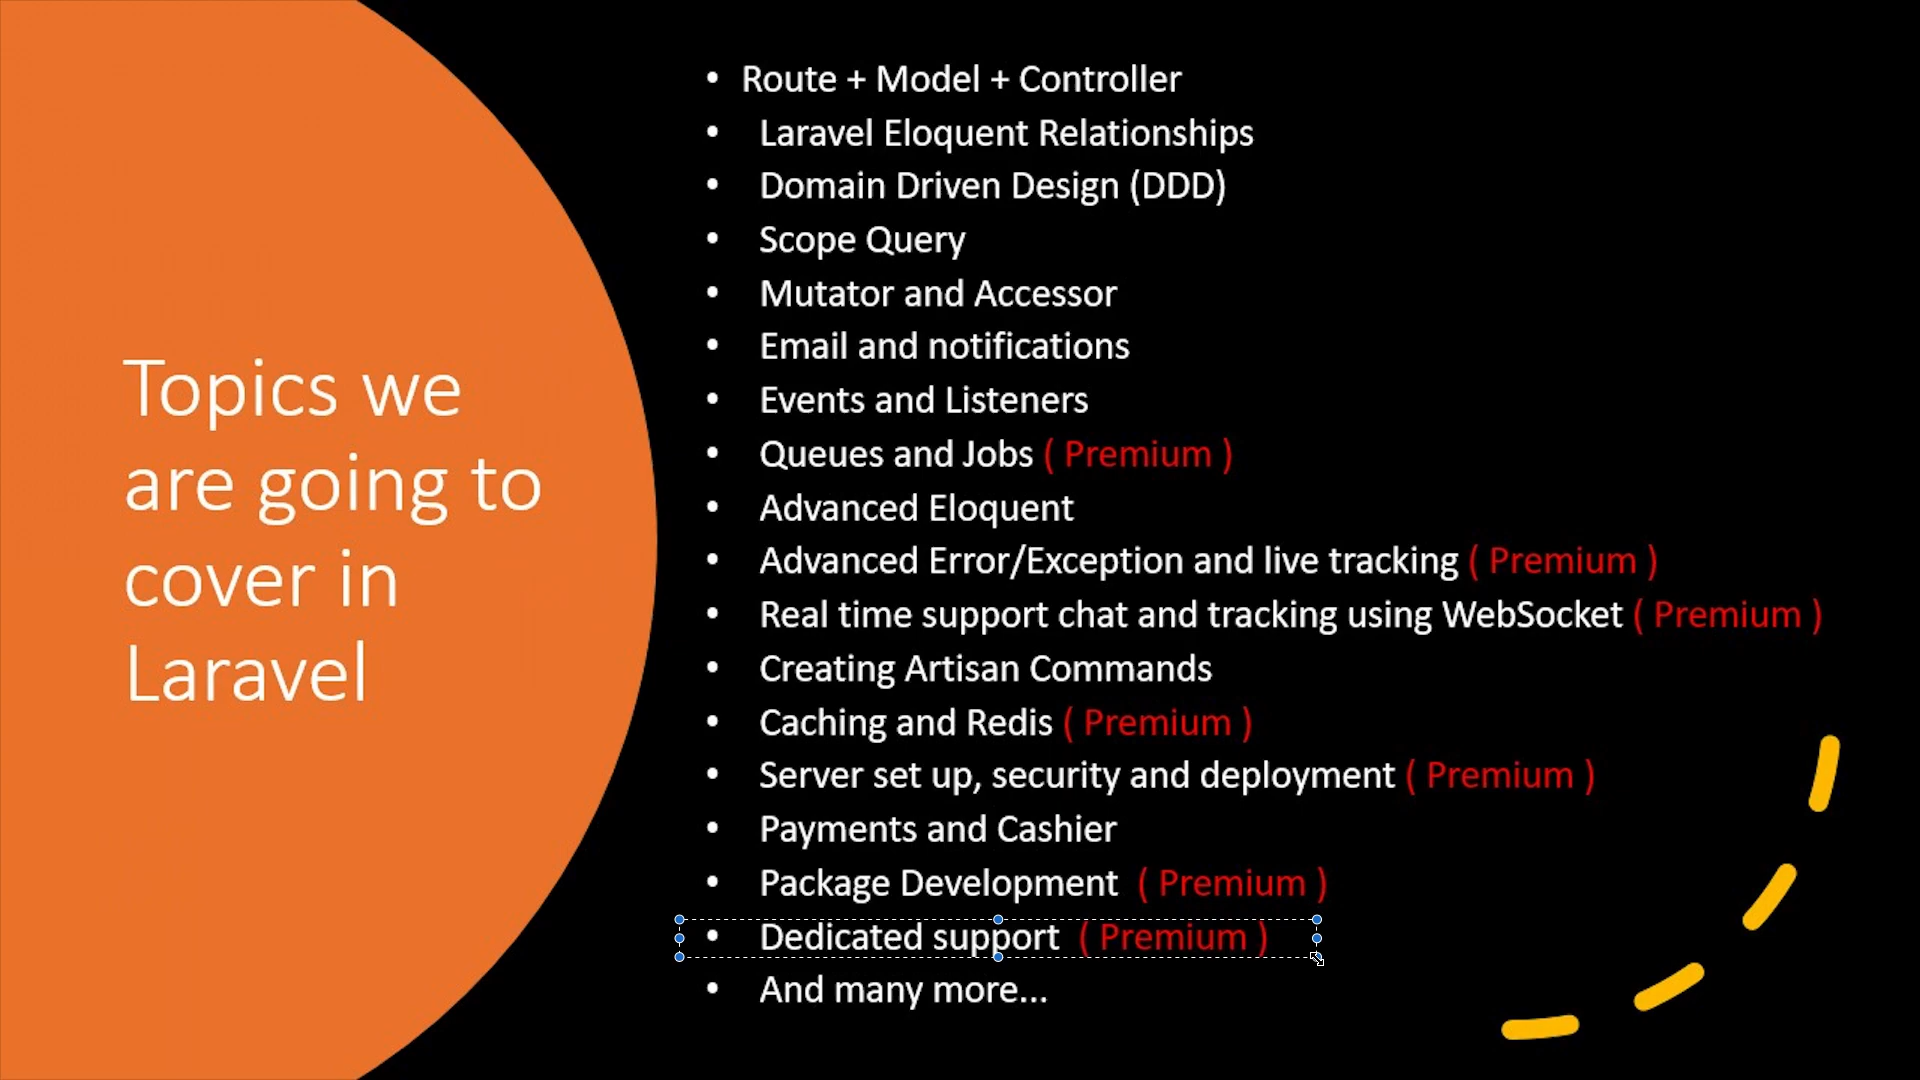 Topics we
are going to
cover in
Laravel
• Route + Model + Controller
• Laravel Eloquent Relationships
• Domain Driven Design (DDD)
• Scope Query
• Mutator and Accessor
• Email and notifications
• Events and Listeners
• Queues and Jobs ( Premium )
• Advanced Eloquent
• Advanced Error/Exception and live tracking ( Premium )
• Real time support chat and tracking using WebSocket ( Premium )
• Creating Artisan Commands
• Caching and Redis ( Premium )
• Server set up, security and deployment ( Premium )
• Payments and Cashier
• Package Development ( Premium )
• Dedicated support ( Premium )
• And many more...